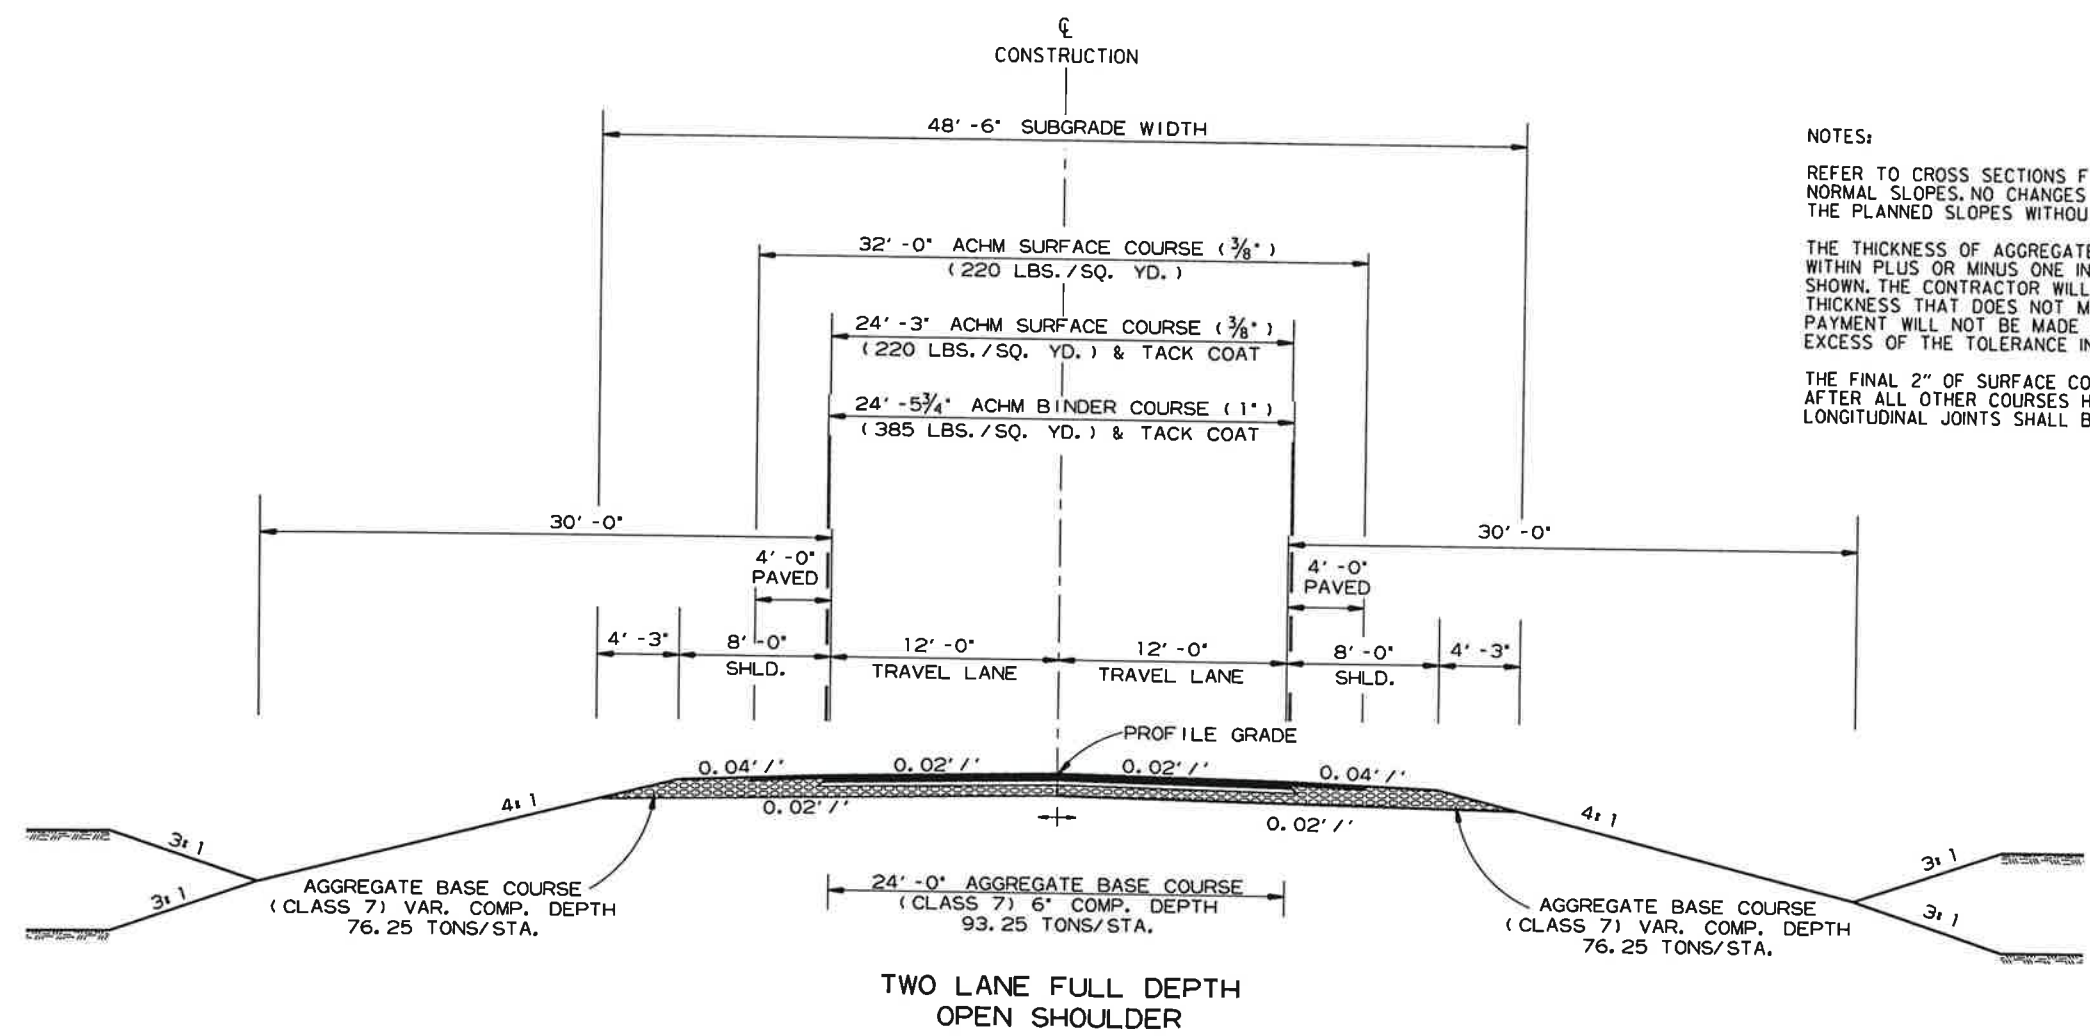 ℄
CONSTRUCTION
48'-6" SUBGRADE WIDTH
32'-0" ACHM SURFACE COURSE (3/8")
(220 LBS./SQ. YD.)
24'-3" ACHM SURFACE COURSE (3/8")
(220 LBS./SQ. YD.) & TACK COAT
24'-5 3/4" ACHM BINDER COURSE (1")
(385 LBS./SQ. YD.) & TACK COAT
NOTES:
REFER TO CROSS SECTIONS F
NORMAL SLOPES. NO CHANGES
THE PLANNED SLOPES WITHOU
THE THICKNESS OF AGGREGATE
WITHIN PLUS OR MINUS ONE IN
SHOWN. THE CONTRACTOR WILL
THICKNESS THAT DOES NOT M
PAYMENT WILL NOT BE MADE
EXCESS OF THE TOLERANCE IN
THE FINAL 2" OF SURFACE CO
AFTER ALL OTHER COURSES H
LONGITUDINAL JOINTS SHALL B
30'-0"
30'-0"
4'-0"
PAVED
4'-0"
PAVED
4'-3"
8'-0"
SHLD.
12'-0"
TRAVEL LANE
12'-0"
TRAVEL LANE
8'-0"
SHLD.
4'-3"
PROFILE GRADE
0.04'/'
0.02'/'
0.02'/'
0.04'/'
4:1
0.02'/'
0.02'/'
4:1
3:1
3:1
3:1
3:1
AGGREGATE BASE COURSE
(CLASS 7) VAR. COMP. DEPTH
76.25 TONS/STA.
24'-0" AGGREGATE BASE COURSE
(CLASS 7) 6" COMP. DEPTH
93.25 TONS/STA.
AGGREGATE BASE COURSE
(CLASS 7) VAR. COMP. DEPTH
76.25 TONS/STA.
TWO LANE FULL DEPTH
OPEN SHOULDER